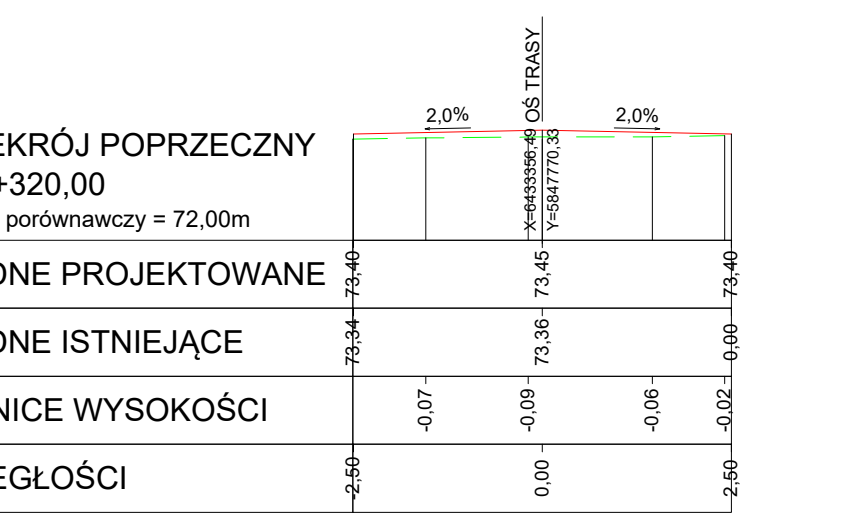 OŚ TRASY
X=6433356,49
Y=5847770,33
2,0%
2,0%
EKRÓJ POPRZECZNY
+320,00
porównawczy = 72,00m
ONE PROJEKTOWANE
73,40
73,45
73,40
ONE ISTNIEJĄCE
73,34
73,36
0,00
NICE WYSOKOŚCI
-0,07
-0,09
-0,06
-0,02
EGŁOŚCI
-2,50
0,00
2,50